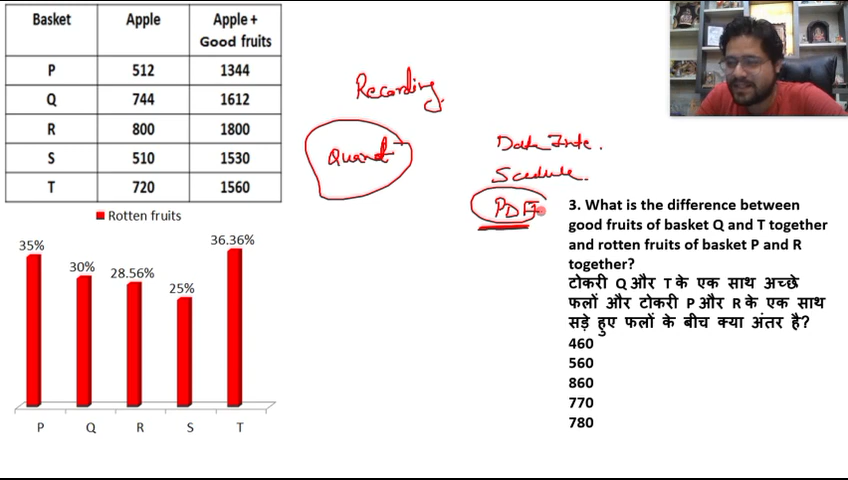 Basket Apple Apple +
Good fruits
P 512 1344
Q 744 1612
R 800 1800
S 510 1530
T 720 1560
Rotten fruits
35%
30%
28.56%
25%
36.36%
P Q R S T
Recording
Quant
Data Inte.
Scedule.
PDF
3. What is the difference between
good fruits of basket Q and T together
and rotten fruits of basket P and R
together?
टोकरी Q और T के एक साथ अच्छे
फलों और टोकरी P और R के एक साथ
सड़े हुए फलों के बीच क्या अंतर है?
460
560
860
770
780